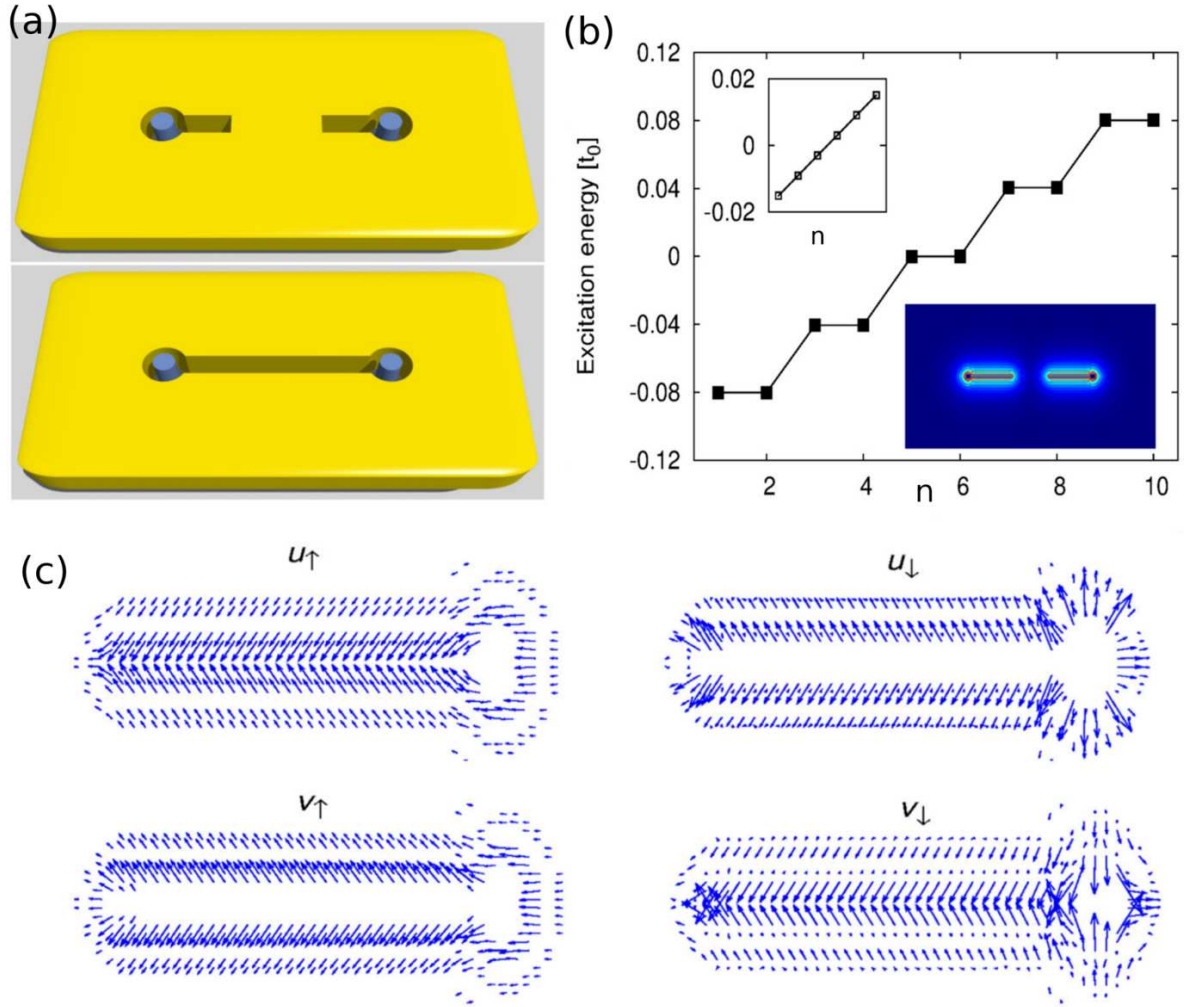 (a)
(b)
0.12
0.08
0.04
0
-0.04
-0.08
-0.12
Excitation energy [t₀]
0.02
0
-0.02
n
2
4
n
6
8
10
(c)
u↑
u↓
v↑
v↓